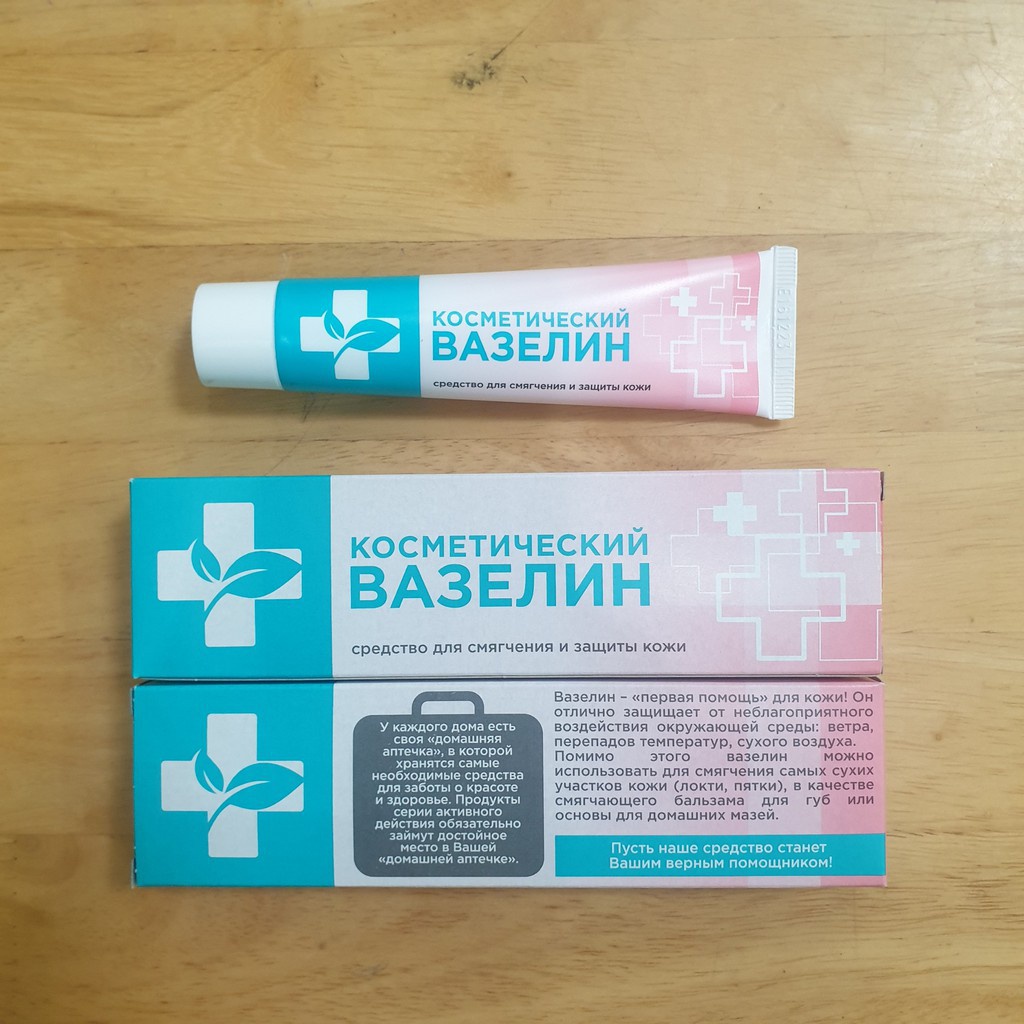 КОСМЕТИЧЕСКИЙ
ВАЗЕЛИН
средство для смягчения и защиты кожи
КОСМЕТИЧЕСКИЙ
ВАЗЕЛИН
средство для смягчения и защиты кожи
У каждого дома есть
своя «домашняя
аптечка», в которой
хранятся самые
необходимые средства
для заботы о красоте
и здоровье. Продукты
серии активного
действия обязательно
займут достойное
место в Вашей
«домашней аптечке».
Вазелин – «первая помощь» для кожи! Он
отлично защищает от неблагоприятного
воздействия окружающей среды: ветра,
перепадов температур, сухого воздуха.
Помимо этого вазелин можно
использовать для смягчения самых сухих
участков кожи (локти, пятки), в качестве
смягчающего бальзама для губ или
основы для домашних мазей.
Пусть наше средство станет
Вашим верным помощником!